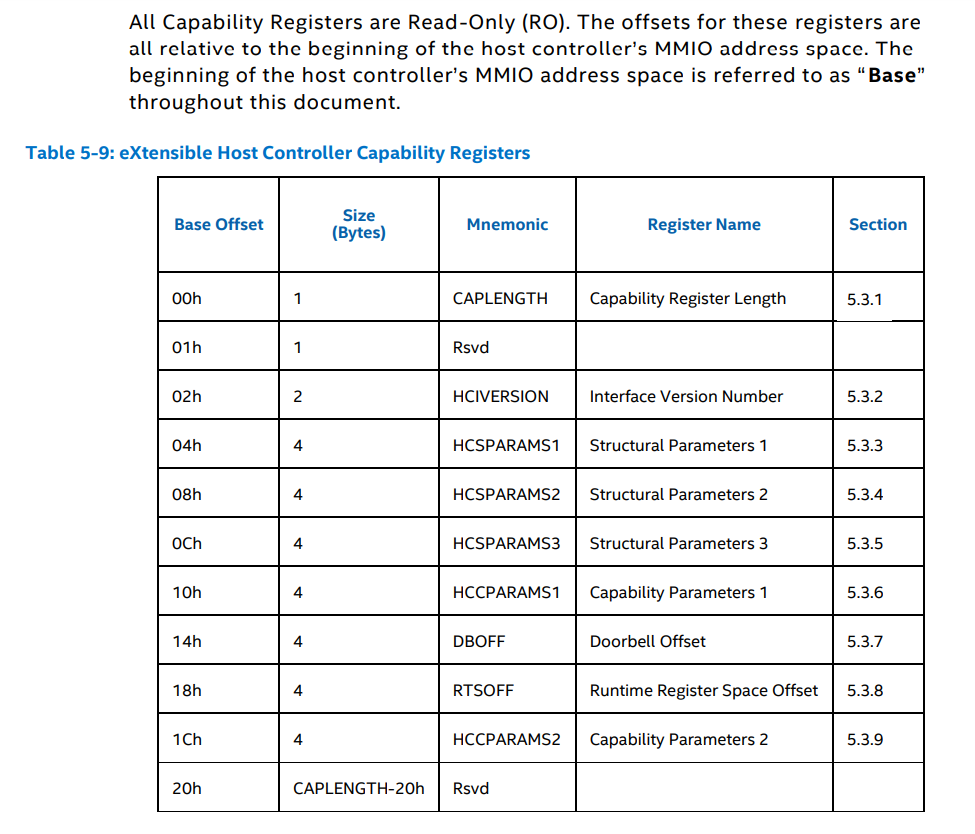 All Capability Registers are Read-Only (RO). The offsets for these registers are
all relative to the beginning of the host controller’s MMIO address space. The
beginning of the host controller’s MMIO address space is referred to as “Base”
throughout this document.
Table 5-9: eXtensible Host Controller Capability Registers
Base Offset Size (Bytes) Mnemonic Register Name Section
00h 1 CAPLENGTH Capability Register Length 5.3.1
01h 1 Rsvd
02h 2 HCIVERSION Interface Version Number 5.3.2
04h 4 HCSPARAMS1 Structural Parameters 1 5.3.3
08h 4 HCSPARAMS2 Structural Parameters 2 5.3.4
0Ch 4 HCSPARAMS3 Structural Parameters 3 5.3.5
10h 4 HCCPARAMS1 Capability Parameters 1 5.3.6
14h 4 DBOFF Doorbell Offset 5.3.7
18h 4 RTSOFF Runtime Register Space Offset 5.3.8
1Ch 4 HCCPARAMS2 Capability Parameters 2 5.3.9
20h CAPLENGTH-20h Rsvd